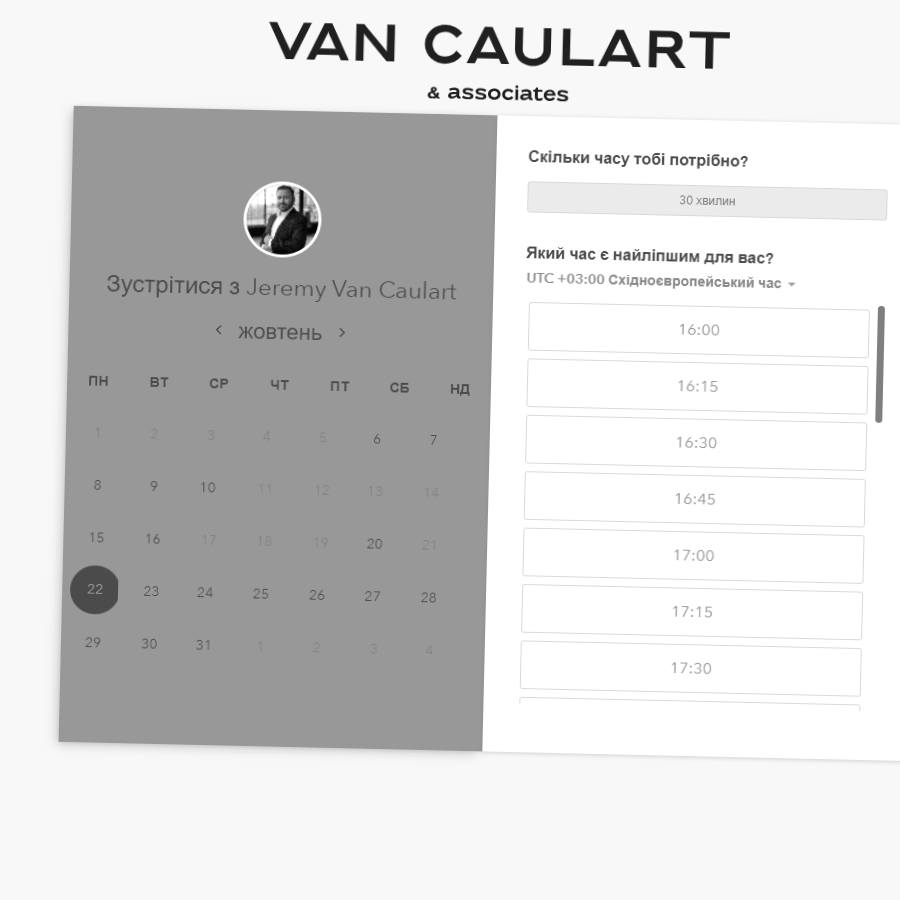 VAN CAULART
& associates
Зустрітися з Jeremy Van Caulart
жовтень
ПН ВТ СР ЧТ ПТ СБ НД
1 2 3 4 5 6 7
8 9 10 11 12 13 14
15 16 17 18 19 20 21
22 23 24 25 26 27 28
29 30 31 1 2 3 4
Скільки часу тобі потрібно?
30 хвилин
Який час є найліпшим для вас?
UTC +03:00 Східноєвропейський час
16:00
16:15
16:30
16:45
17:00
17:15
17:30